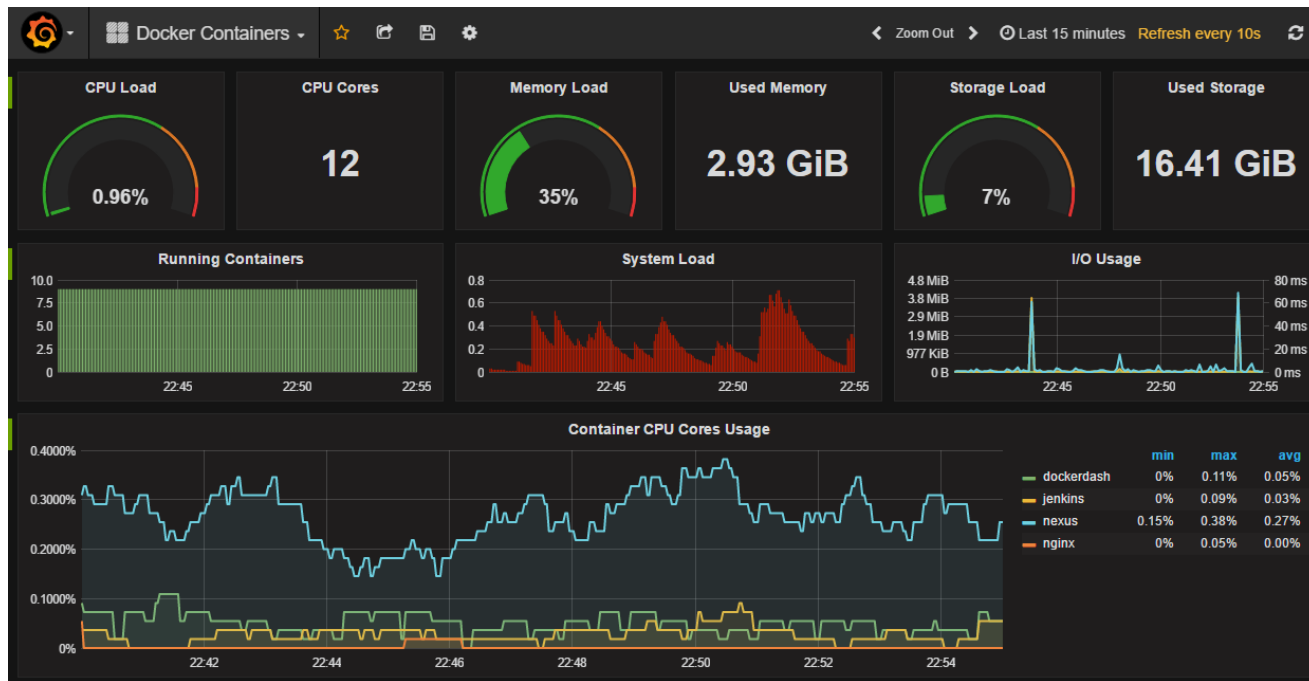 Docker Containers Zoom Out Last 15 minutes Refresh every 10s
CPU Load
0.96%
CPU Cores
12
Memory Load
35%
Used Memory
2.93 GiB
Storage Load
7%
Used Storage
16.41 GiB
Running Containers
10.0
7.5
5.0
2.5
0
22:45 22:50 22:55
System Load
0.8
0.6
0.4
0.2
0
22:45 22:50 22:55
I/O Usage
4.8 MiB 80 ms
3.8 MiB 60 ms
2.9 MiB
1.9 MiB 40 ms
977 KiB 20 ms
0 B 0 ms
22:45 22:50 22:55
Container CPU Cores Usage
0.4000%
0.3000%
0.2000%
0.1000%
0%
22:42 22:44 22:46 22:48 22:50 22:52 22:54
min max avg
dockerdash 0% 0.11% 0.05%
jenkins 0% 0.09% 0.03%
nexus 0.15% 0.38% 0.27%
nginx 0% 0.05% 0.00%